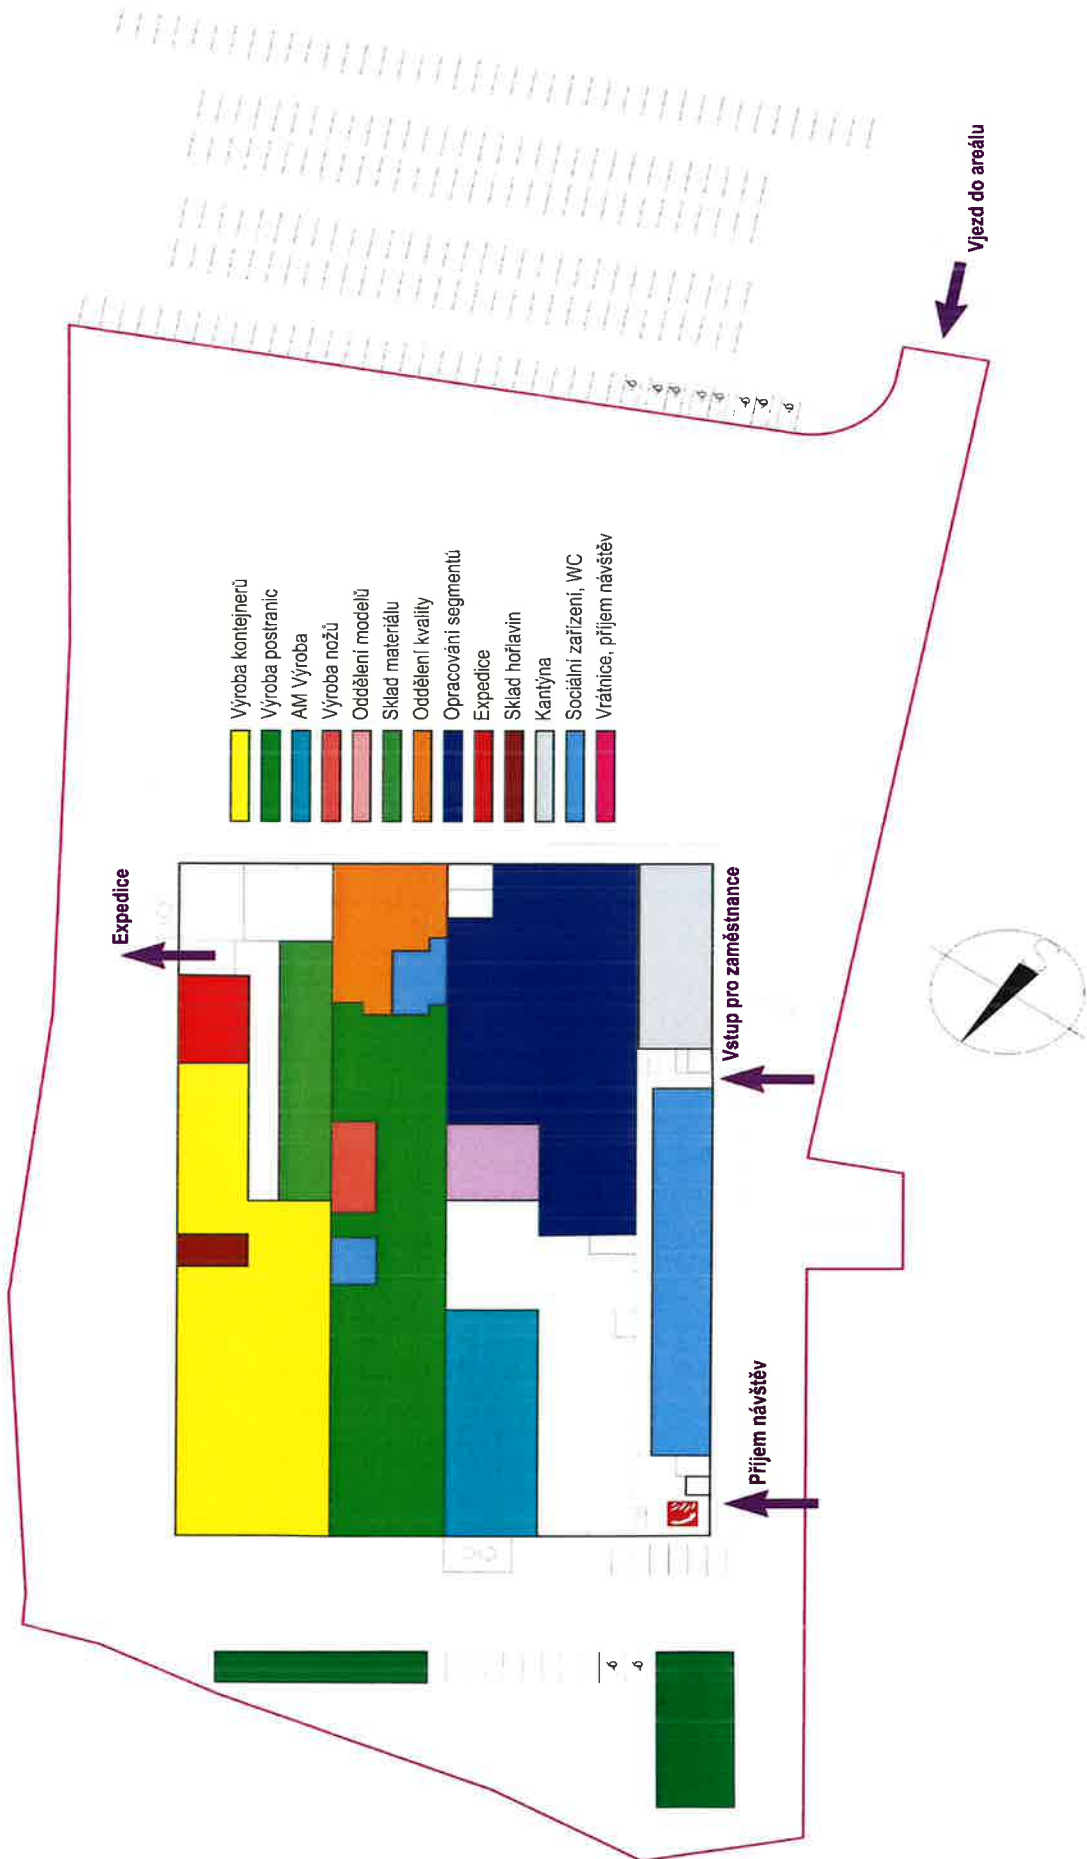 Vjezd do areálu
Expedice
Výroba kontejnerů
Výroba postranic
AM Výroba
Výroba nožů
Oddělení modelů
Sklad materiálu
Oddělení kvality
Opracování segmentů
Expedice
Sklad hořlavin
Kantýna
Sociální zařízení, WC
Vrátnice, příjem návštěv
Vstup pro zaměstnance
Příjem návštěv
S